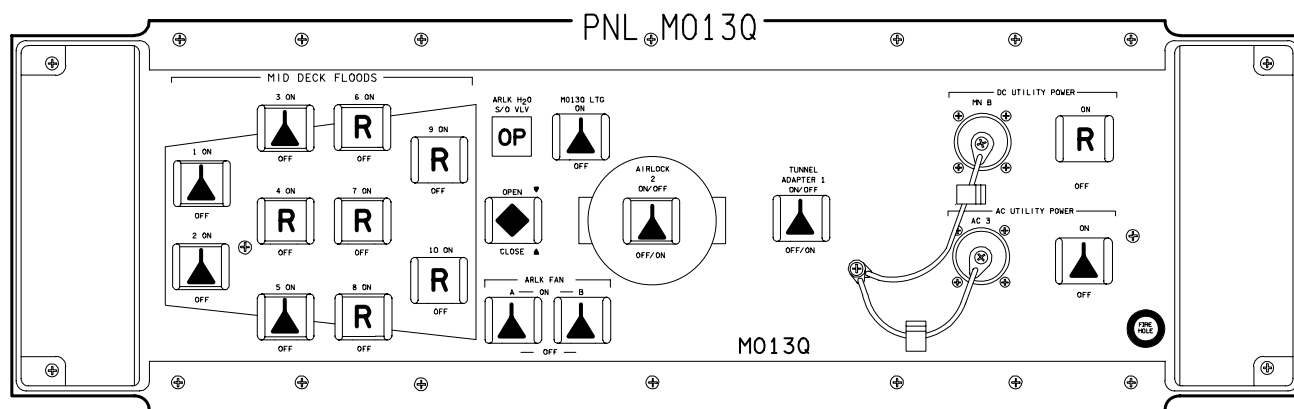 PNL MO13Q
MID DECK FLOODS
1 ON
OFF
2 ON
OFF
3 ON
OFF
4 ON
R
OFF
5 ON
OFF
6 ON
R
OFF
7 ON
R
OFF
8 ON
R
OFF
9 ON
R
OFF
10 ON
R
OFF
ARLK H2O
S/O VLV
OP
OPEN
CLOSE
MO13Q LTG
ON
OFF
ARLK FAN
A ON B
OFF
AIRLOCK
2
ON/OFF
OFF/ON
TUNNEL
ADAPTER 1
ON/OFF
OFF/ON
MO13Q
DC UTILITY POWER
MN B
ON
R
OFF
AC UTILITY POWER
AC 3
ON
OFF
FIRE
HOLE